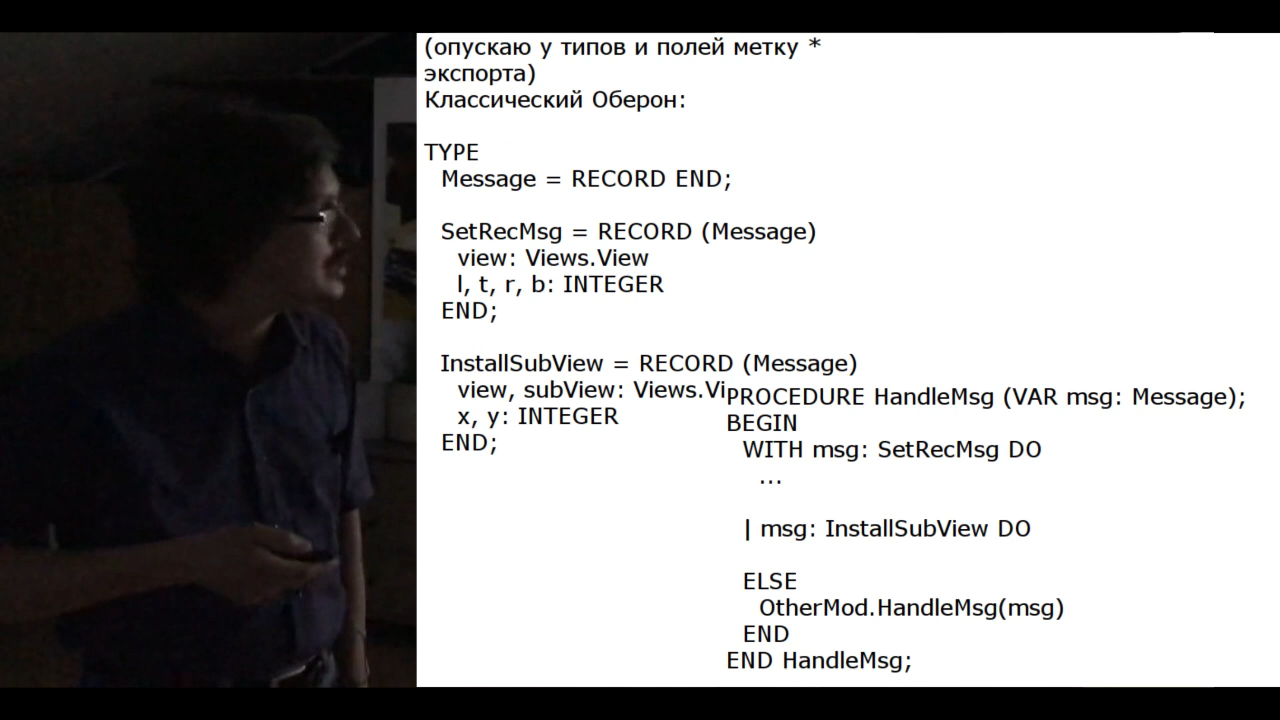 (опускаю у типов и полей метку *
экспорта)
Классический Оберон:
TYPE
Message = RECORD END;
SetRecMsg = RECORD (Message)
view: Views.View
l, t, r, b: INTEGER
END;
InstallSubView = RECORD (Message)
view, subView: Views.Vi
x, y: INTEGER
END;
PROCEDURE HandleMsg (VAR msg: Message);
BEGIN
WITH msg: SetRecMsg DO
...
| msg: InstallSubView DO
ELSE
OtherMod.HandleMsg(msg)
END
END HandleMsg;